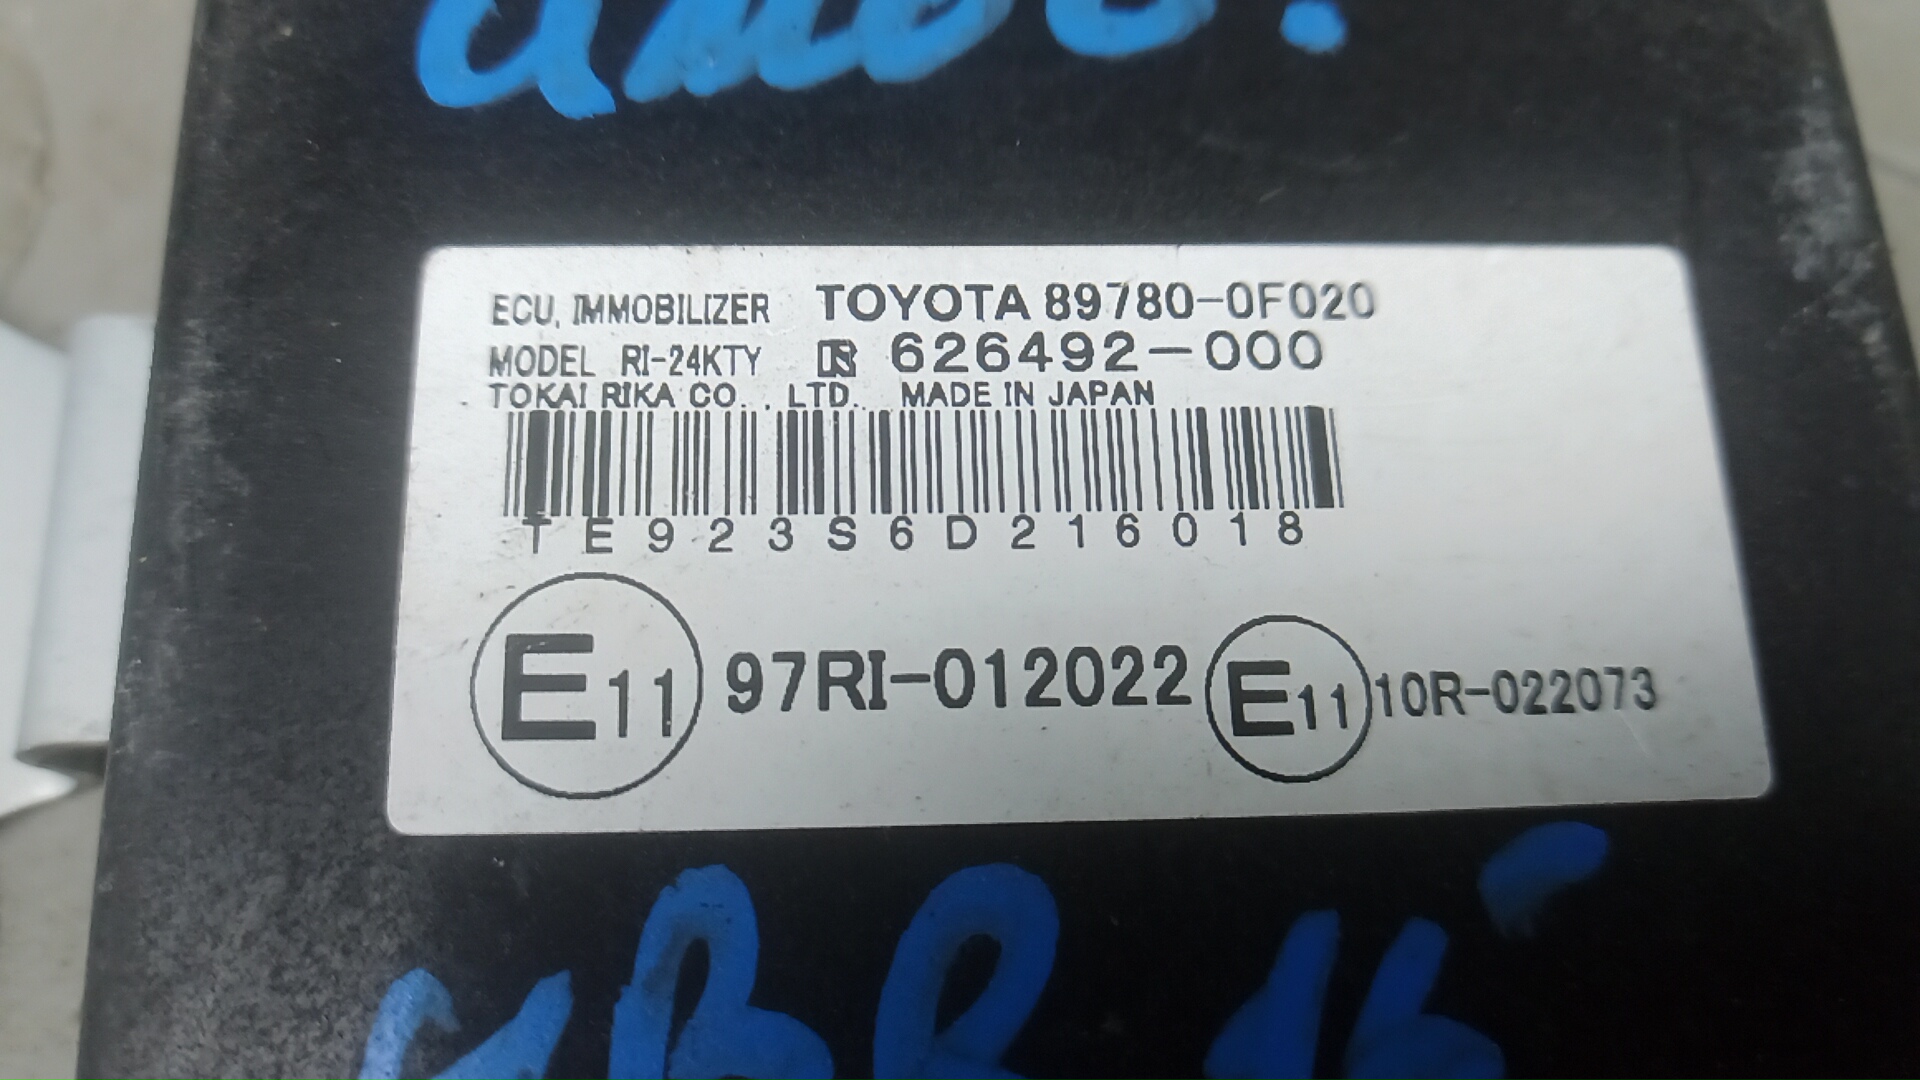 ECU, IMMOBILIZER TOYOTA 89780-0F020
MODEL RI-24KTY 626492-000
TOKAI RIKA CO., LTD. MADE IN JAPAN
TE923S6D216018
E11 97RI-012022 E11 10R-022073